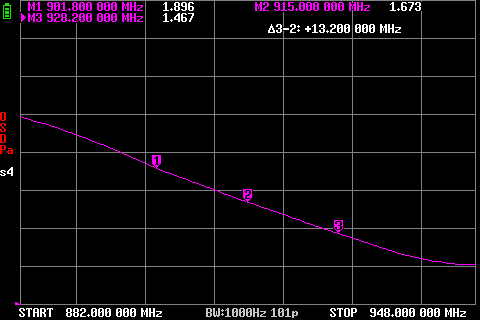 M1 901.800 000 MHz 1.896 M2 915.000 000 MHz 1.673
M3 928.200 000 MHz 1.467
Δ3-2: +13.200 000 MHz
1
2
3
O
S
D
Pa
s4
START 882.000 000 MHz BW:1000Hz 101p STOP 948.000 000 MHz